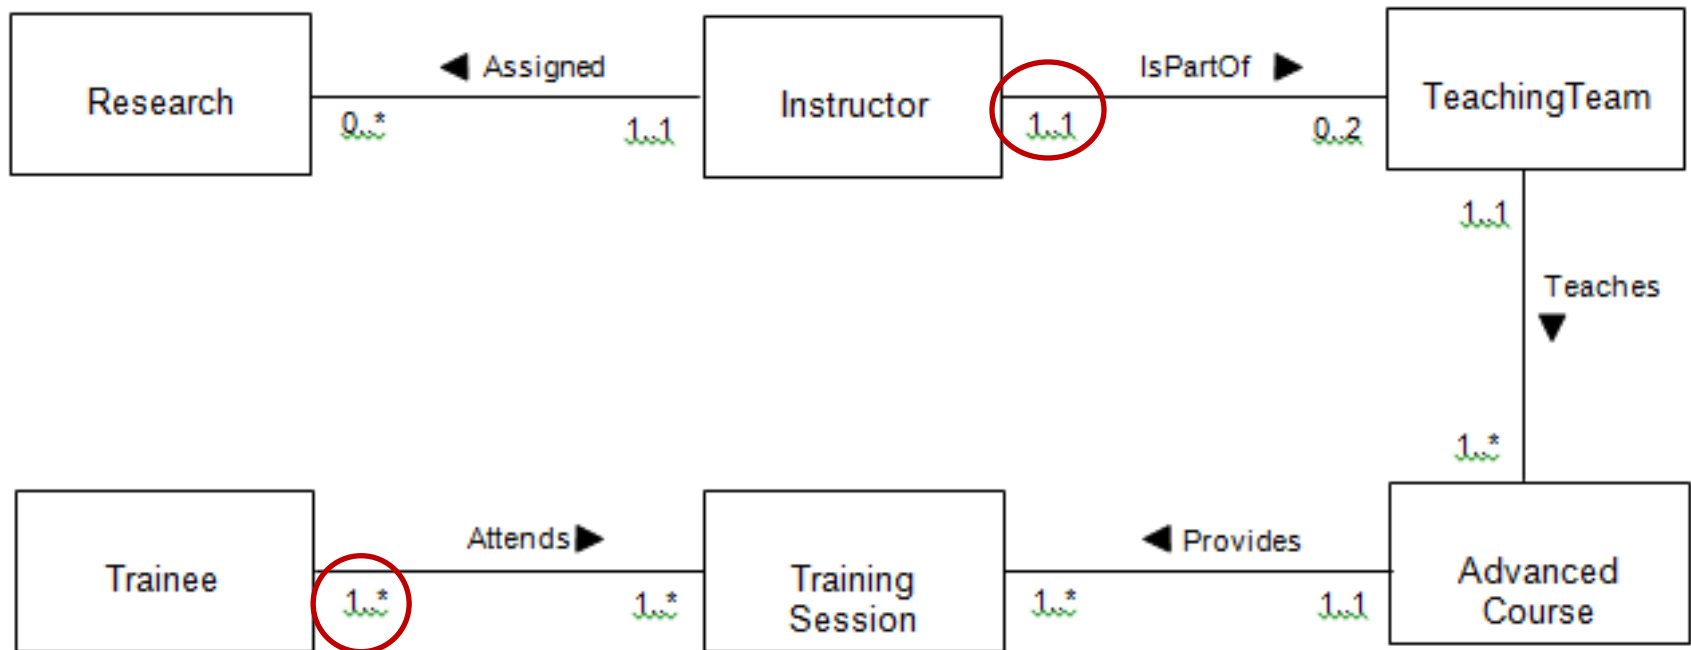 Research
Assigned
0..*
1..1
Instructor
IsPartOf
1..1
0..2
TeachingTeam
1..1
Teaches
1..*
Trainee
Attends
1..*
1..*
Training
Session
Provides
1..*
1..1
Advanced
Course